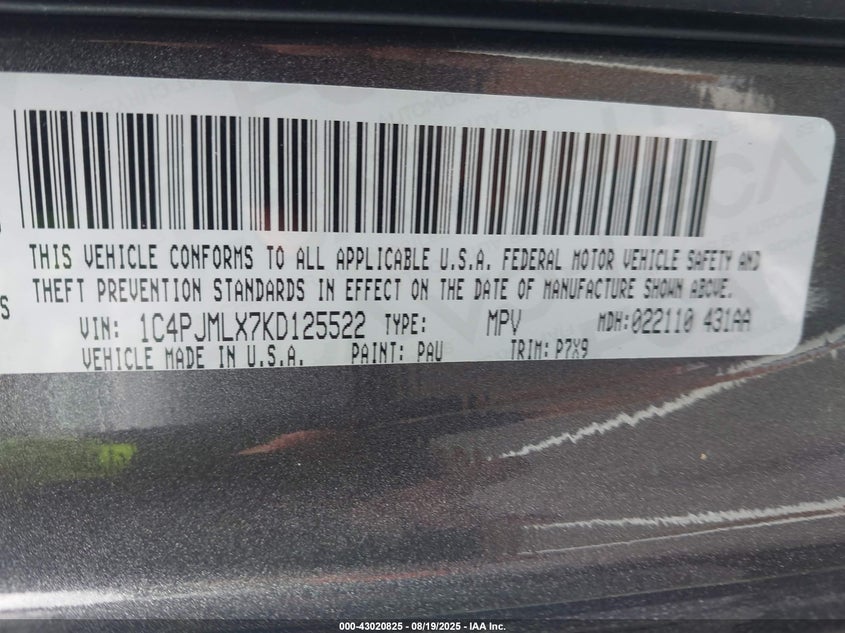 THIS VEHICLE CONFORMS TO ALL APPLICABLE U.S.A. FEDERAL MOTOR VEHICLE SAFETY AND
THEFT PREVENTION STANDARDS IN EFFECT ON THE DATE OF MANUFACTURE SHOWN ABOVE.
VIN: 1C4PJMLX7KD125522 TYPE: MPV MDH:022110 431AA
VEHICLE MADE IN U.S.A. PAINT: PAU TRIM: P7X9
000-43020825 - 08/19/2025 - IAA Inc.